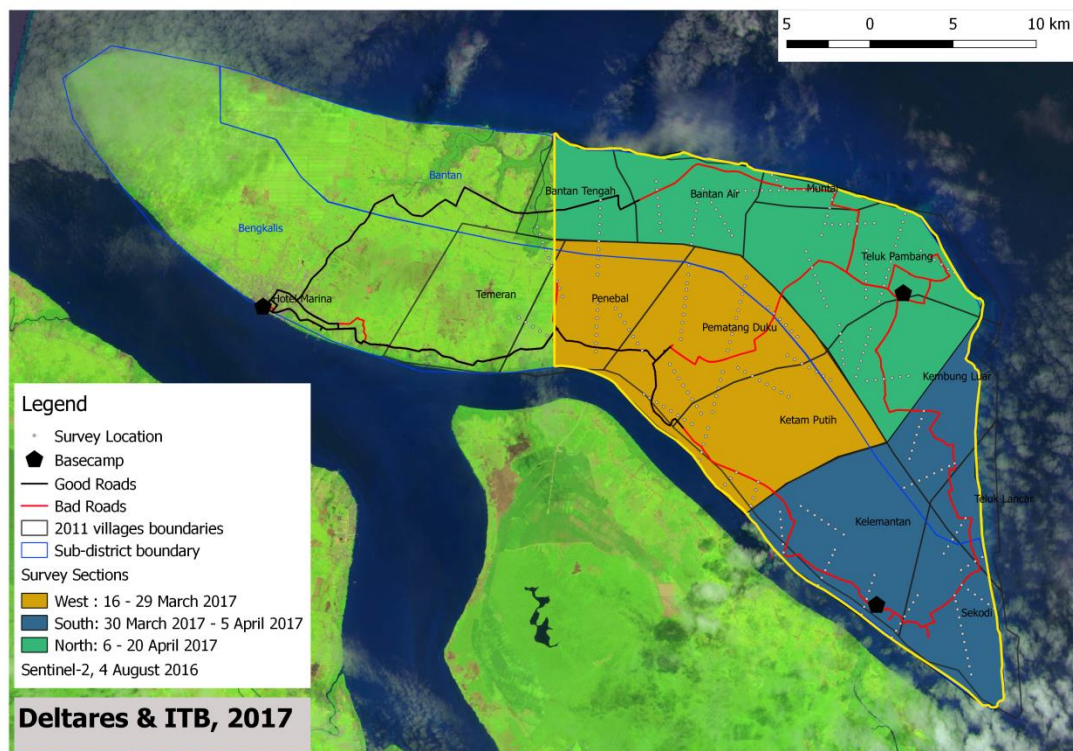 5 0 5 10 km
Bantan
Bantan Tengah
Bantan Air
Muntai
Bengkalis
Teluk Pambang
Hotel Marina
Temeran
Penebal
Pematang Duku
Kembung Luar
Ketam Putih
Teluk Lancar
Kelemantan
Sekodi
Legend
Survey Location
Basecamp
Good Roads
Bad Roads
2011 villages boundaries
Sub-district boundary
Survey Sections
West : 16 - 29 March 2017
South: 30 March 2017 - 5 April 2017
North: 6 - 20 April 2017
Sentinel-2, 4 August 2016
Deltares & ITB, 2017